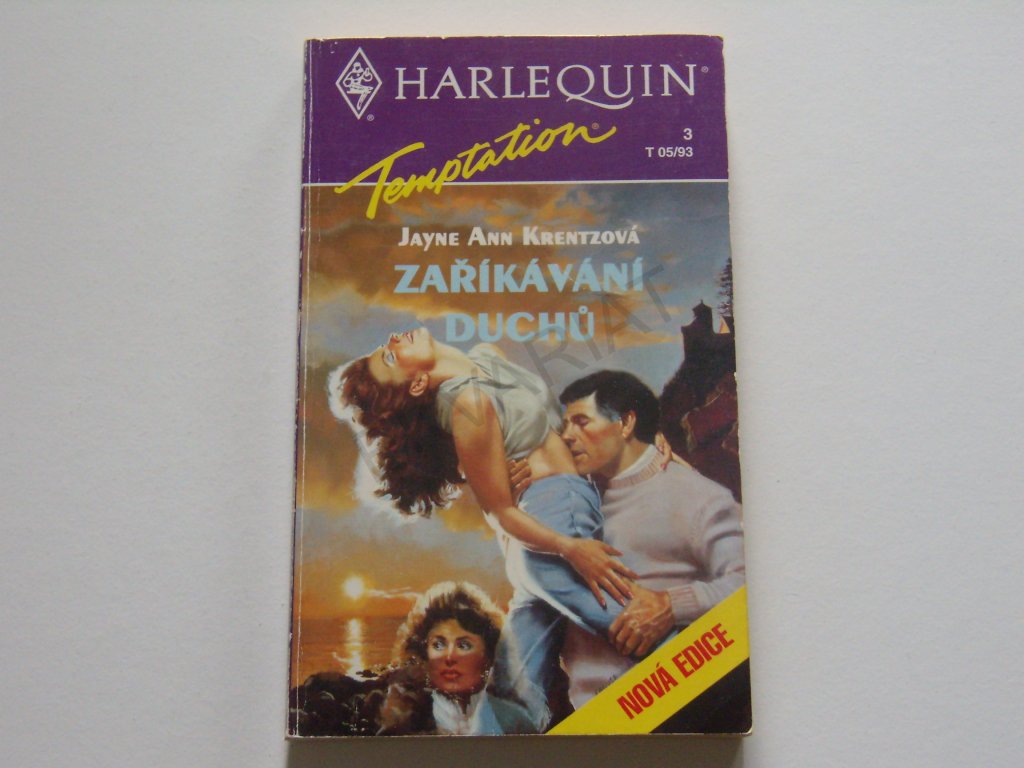 HARLEQUIN®
®
Temptation®
3
T 05/93
JAYNE ANN KRENTZOVÁ
ZAŘÍKÁVÁNÍ
DUCHŮ
NOVÁ EDICE